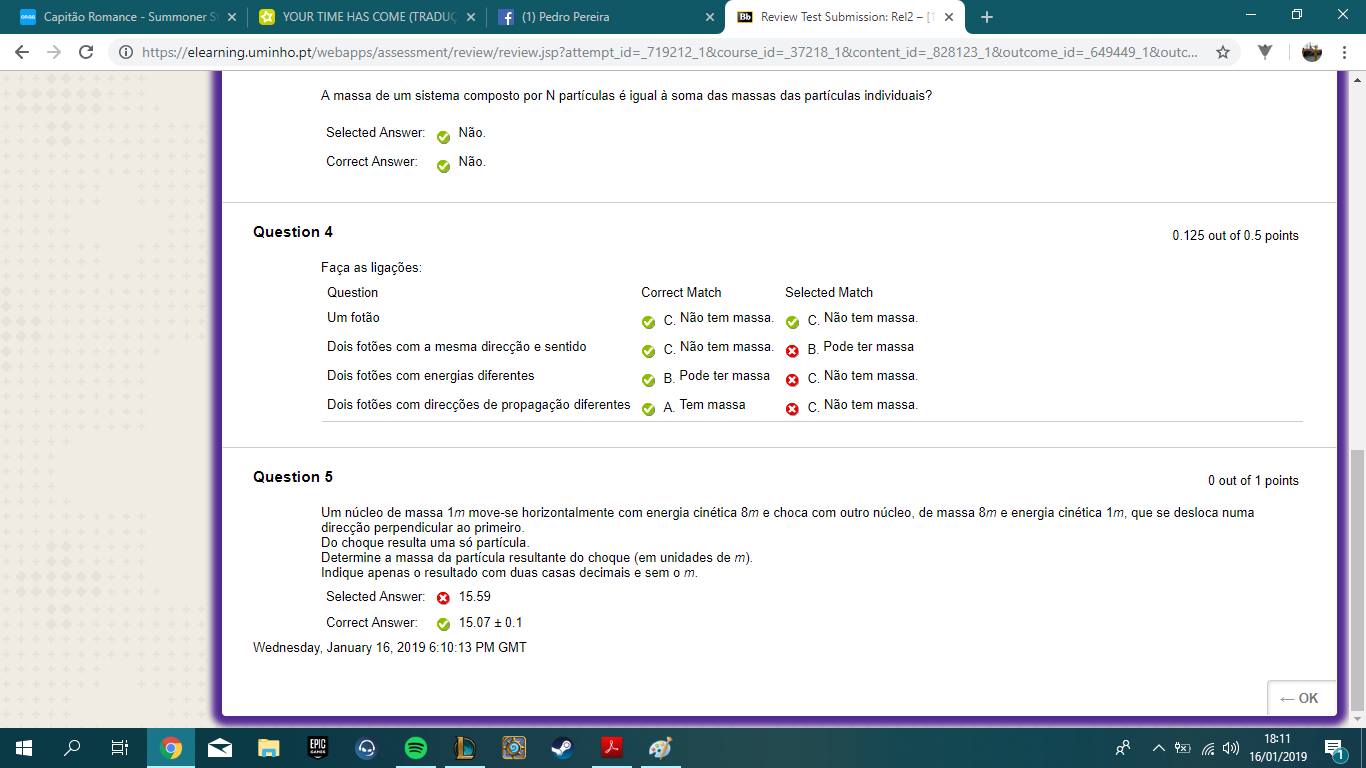 Capitão Romance - Summoner S
YOUR TIME HAS COME (TRADUÇ
(1) Pedro Pereira
Bb Review Test Submission: Rel2 – [1
https://elearning.uminho.pt/webapps/assessment/review/review.jsp?attempt_id=_719212_1&course_id=_37218_1&content_id=_828123_1&outcome_id=_649449_1&outc...
A massa de um sistema composto por N partículas é igual à soma das massas das partículas individuais?
Selected Answer: Não.
Correct Answer: Não.
Question 4
0.125 out of 0.5 points
Faça as ligações:
Question Correct Match Selected Match
Um fotão C. Não tem massa. C. Não tem massa.
Dois fotões com a mesma direcção e sentido C. Não tem massa. B. Pode ter massa
Dois fotões com energias diferentes B. Pode ter massa C. Não tem massa.
Dois fotões com direcções de propagação diferentes A. Tem massa C. Não tem massa.
Question 5
0 out of 1 points
Um núcleo de massa 1m move-se horizontalmente com energia cinética 8m e choca com outro núcleo, de massa 8m e energia cinética 1m, que se desloca numa
direcção perpendicular ao primeiro.
Do choque resulta uma só partícula.
Determine a massa da partícula resultante do choque (em unidades de m).
Indique apenas o resultado com duas casas decimais e sem o m.
Selected Answer: 15.59
Correct Answer: 15.07 ± 0.1
Wednesday, January 16, 2019 6:10:13 PM GMT
← OK
EPIC GAMES
18:11
16/01/2019
1